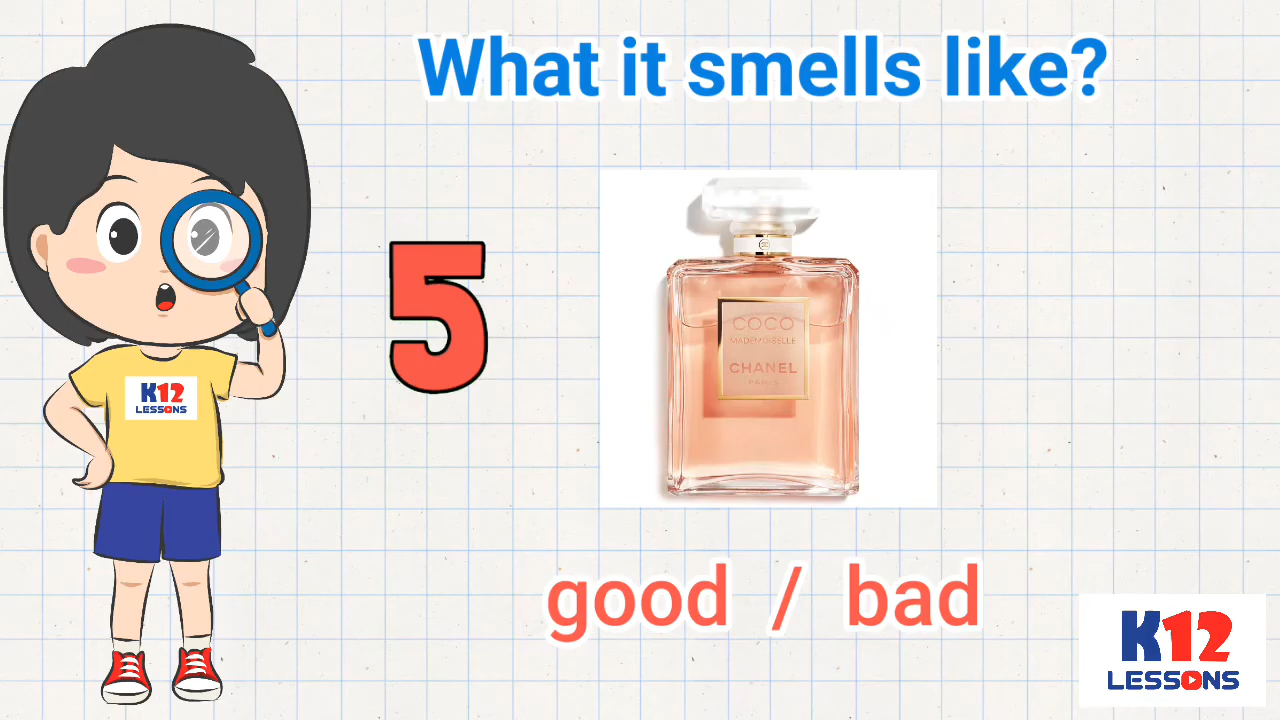 What it smells like?
5
COCO
MADEMOISELLE
CHANEL
PARIS
good / bad
K12
LESSONS
K12
LESSONS